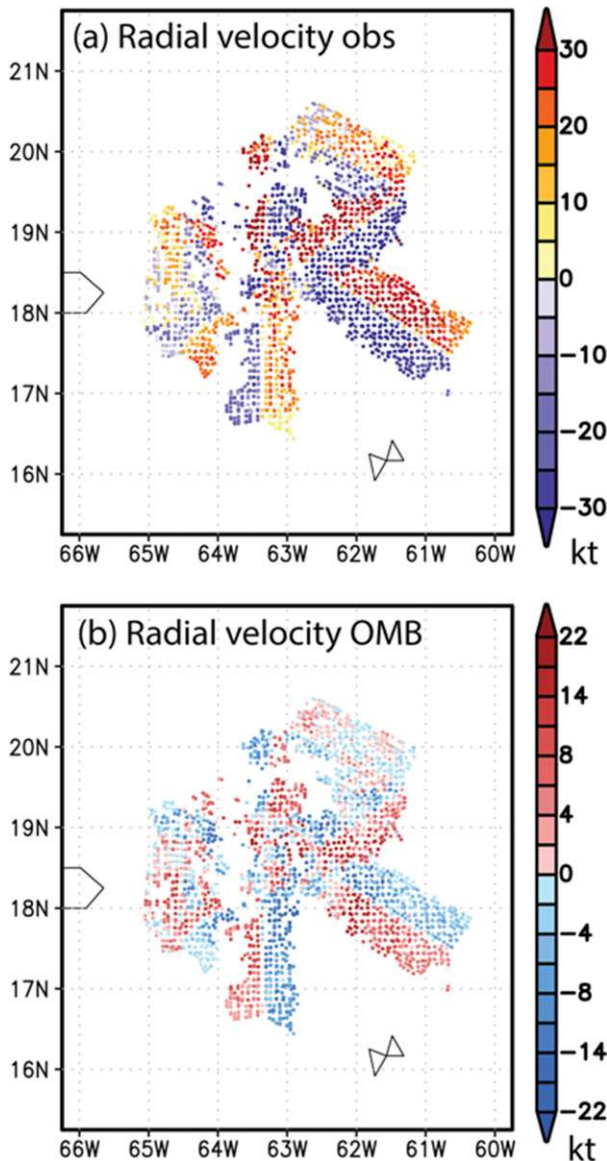 (a) Radial velocity obs
21N
20N
19N
18N
17N
16N
66W 65W 64W 63W 62W 61W 60W
30
20
10
0
−10
−20
−30
kt
(b) Radial velocity OMB
21N
20N
19N
18N
17N
16N
66W 65W 64W 63W 62W 61W 60W
22
14
8
4
0
−4
−8
−14
−22
kt